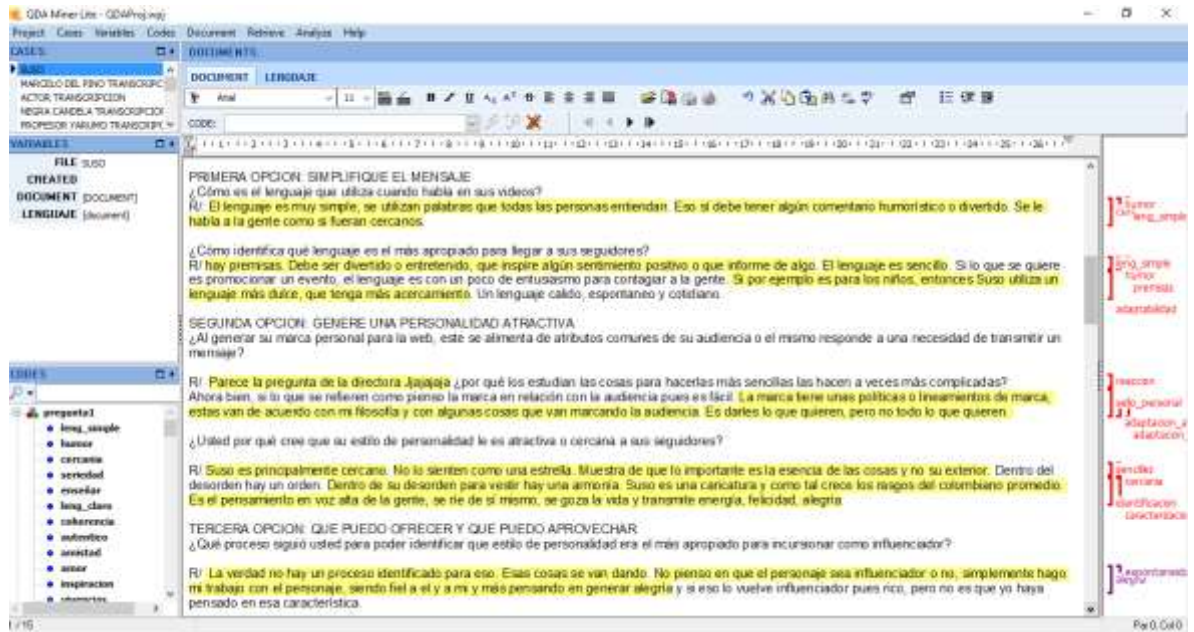 QDA Miner Lite - QDAProj.wpj
Project Cases Variables Codes Document Retrieve Analysis Help
CASES
DOCUMENTS
SUSO
MARCELO DEL PINO TRANSCRIPC
ACTOR TRANSCRIPCION
NEGRA CANDELA TRANSCRIPCION
PROFESOR YARUMO TRANSCRIPC
DOCUMENT LENGUAJE
Arial 11
CODE:
VARIABLES
FILE SUSO
CREATED
DOCUMENT [DOCUMENT]
LENGUAJE [document]
PRIMERA OPCION: SIMPLIFIQUE EL MENSAJE
¿Cómo es el lenguaje que utiliza cuando habla en sus videos?
R/: El lenguaje es muy simple, se utilizan palabras que todas las personas entiendan. Eso sí debe tener algún comentario humorístico o divertido. Se le
habla a la gente como si fueran cercanos.
¿Cómo identifica qué lenguaje es el más apropiado para llegar a sus seguidores?
R/ hay premisas. Debe ser divertido o entretenido, que inspire algún sentimiento positivo o que informe de algo. El lenguaje es sencillo. Si lo que se quiere
es promocionar un evento, el lenguaje es con un poco de entusiasmo para contagiar a la gente. Si por ejemplo es para los niños, entonces Suso utiliza un
lenguaje más dulce, que tenga más acercamiento. Un lenguaje calido, espontaneo y cotidiano.
SEGUNDA OPCION: GENERE UNA PERSONALIDAD ATRACTIVA
¿Al generar su marca personal para la web, este se alimenta de atributos comunes de su audiencia o el mismo responde a una necesidad de transmitir un
mensaje?
R/ Parece la pregunta de la directora Jjajajaja ¿por qué los estudian las cosas para hacerlas más sencillas las hacen a veces más complicadas?
Ahora bien, si lo que se refieren como pienso la marca en relación con la audiencia pues es fácil. La marca tiene unas políticas o lineamientos de marca,
estas van de acuerdo con mi filosofía y con algunas cosas que van marcando la audiencia. Es darles lo que quieren, pero no todo lo que quieren.
¿Usted por qué cree que su estilo de personalidad le es atractiva o cercana a sus seguidores?
R/ Suso es principalmente cercano. No lo sienten como una estrella. Muestra de que lo importante es la esencia de las cosas y no su exterior. Dentro del
desorden hay un orden. Dentro de su desorden para vestir hay una armonía. Suso es una caricatura y como tal crece los rasgos del colombiano promedio.
Es el pensamiento en voz alta de la gente, se ríe de sí mismo, se goza la vida y transmite energía, felicidad, alegría.
TERCERA OPCION: QUE PUEDO OFRECER Y QUE PUEDO APROVECHAR
¿Qué proceso siguió usted para poder identificar que estilo de personalidad era el más apropiado para incursionar como influenciador?
R/ La verdad no hay un proceso identificado para eso. Esas cosas se van dando. No pienso en que el personaje sea influenciador o no, simplemente hago
mi trabajo con el personaje, siendo fiel a el y a mi y más pensando en generar alegría y si eso lo vuelve influenciador pues rico, pero no es que yo haya
pensado en esa característica.
CODES
pregunta1
leng_simple
humor
cercania
seriedad
enseñar
leng_claro
coherencia
autentico
amistad
amor
inspiracion
humor
leng_simple
leng_simple
humor
premisas
adaptabilidad
reaccion
adaptacion_a
adaptacion_
sencillez
cercania
identificacion
caracterizacio
espontaneida
alegria
1/15
Par0, Col0